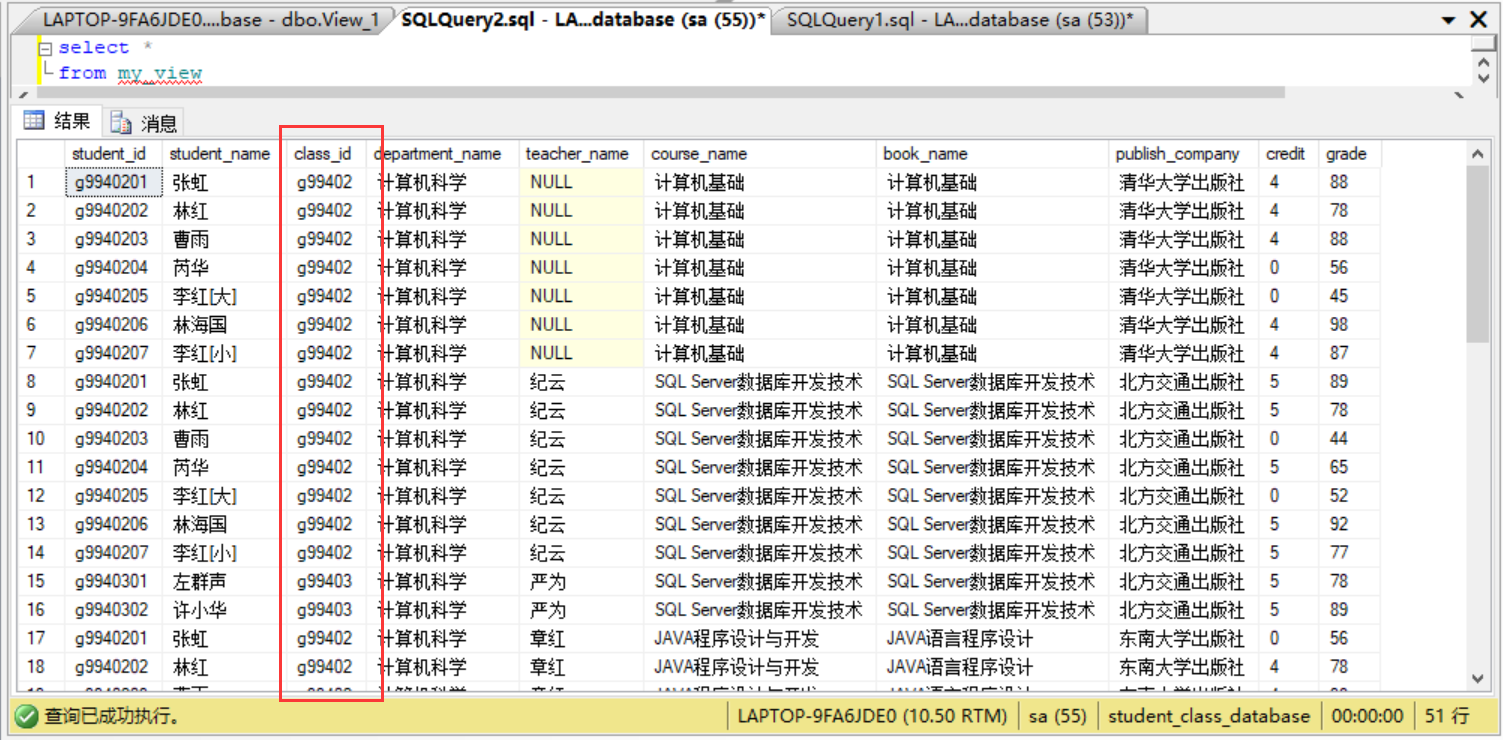 LAPTOP-9FA6JDE0....base - dbo.View_1 SQLQuery2.sql - LA...database (sa (55))* SQLQuery1.sql - LA...database (sa (53))*
select *
from my_view
结果 消息
student_id student_name class_id department_name teacher_name course_name book_name publish_company credit grade
1 g9940201 张虹 g99402 计算机科学 NULL 计算机基础 计算机基础 清华大学出版社 4 88
2 g9940202 林红 g99402 计算机科学 NULL 计算机基础 计算机基础 清华大学出版社 4 78
3 g9940203 曹雨 g99402 计算机科学 NULL 计算机基础 计算机基础 清华大学出版社 4 88
4 g9940204 芮华 g99402 计算机科学 NULL 计算机基础 计算机基础 清华大学出版社 0 56
5 g9940205 李红[大] g99402 计算机科学 NULL 计算机基础 计算机基础 清华大学出版社 0 45
6 g9940206 林海国 g99402 计算机科学 NULL 计算机基础 计算机基础 清华大学出版社 4 98
7 g9940207 李红[小] g99402 计算机科学 NULL 计算机基础 计算机基础 清华大学出版社 4 87
8 g9940201 张虹 g99402 计算机科学 纪云 SQL Server数据库开发技术 SQL Server数据库开发技术 北方交通出版社 5 89
9 g9940202 林红 g99402 计算机科学 纪云 SQL Server数据库开发技术 SQL Server数据库开发技术 北方交通出版社 5 78
10 g9940203 曹雨 g99402 计算机科学 纪云 SQL Server数据库开发技术 SQL Server数据库开发技术 北方交通出版社 0 44
11 g9940204 芮华 g99402 计算机科学 纪云 SQL Server数据库开发技术 SQL Server数据库开发技术 北方交通出版社 5 65
12 g9940205 李红[大] g99402 计算机科学 纪云 SQL Server数据库开发技术 SQL Server数据库开发技术 北方交通出版社 0 52
13 g9940206 林海国 g99402 计算机科学 纪云 SQL Server数据库开发技术 SQL Server数据库开发技术 北方交通出版社 5 92
14 g9940207 李红[小] g99402 计算机科学 纪云 SQL Server数据库开发技术 SQL Server数据库开发技术 北方交通出版社 5 77
15 g9940301 左群声 g99403 计算机科学 严为 SQL Server数据库开发技术 SQL Server数据库开发技术 北方交通出版社 5 78
16 g9940302 许小华 g99403 计算机科学 严为 SQL Server数据库开发技术 SQL Server数据库开发技术 北方交通出版社 5 89
17 g9940201 张虹 g99402 计算机科学 章红 JAVA程序设计与开发 JAVA语言程序设计 东南大学出版社 0 56
18 g9940202 林红 g99402 计算机科学 章红 JAVA程序设计与开发 JAVA语言程序设计 东南大学出版社 4 78
查询已成功执行。 LAPTOP-9FA6JDE0 (10.50 RTM) sa (55) student_class_database 00:00:00 51 行